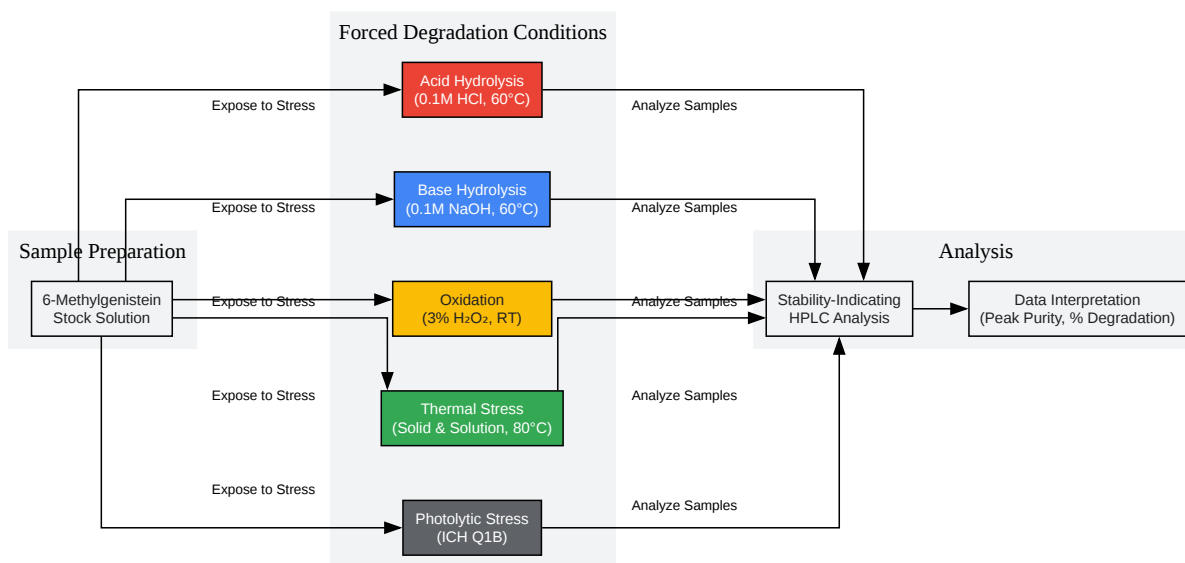 Forced Degradation Conditions
Acid Hydrolysis
(0.1M HCl, 60°C)
Expose to Stress
Analyze Samples
Base Hydrolysis
(0.1M NaOH, 60°C)
Expose to Stress
Analyze Samples
Sample Preparation
Analysis
6-Methylgenistein
Stock Solution
Expose to Stress
Oxidation
(3% H₂O₂, RT)
Analyze Samples
Stability-Indicating
HPLC Analysis
Data Interpretation
(Peak Purity, % Degradation)
Expose to Stress
Thermal Stress
(Solid & Solution, 80°C)
Analyze Samples
Expose to Stress
Photolytic Stress
(ICH Q1B)
Analyze Samples